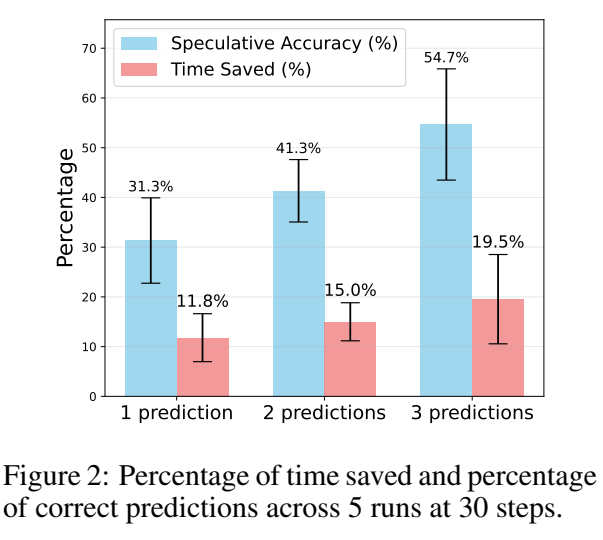 Speculative Accuracy (%)
Time Saved (%)
Percentage
70
60
50
40
30
20
10
0
31.3%
11.8%
41.3%
15.0%
54.7%
19.5%
1 prediction
2 predictions
3 predictions
Figure 2: Percentage of time saved and percentage
of correct predictions across 5 runs at 30 steps.